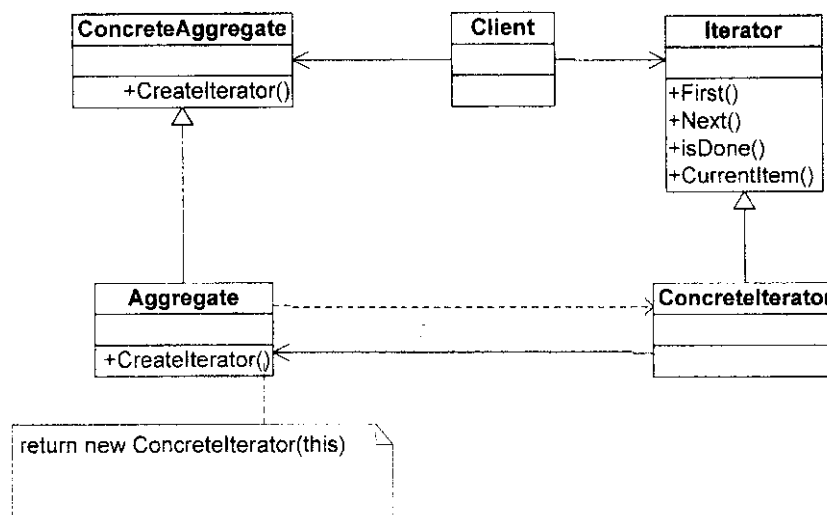 ConcreteAggregate
+CreateIterator()
Client
Iterator
+First()
+Next()
+isDone()
+CurrentItem()
Aggregate
+CreateIterator()
ConcreteIterator
return new ConcreteIterator(this)